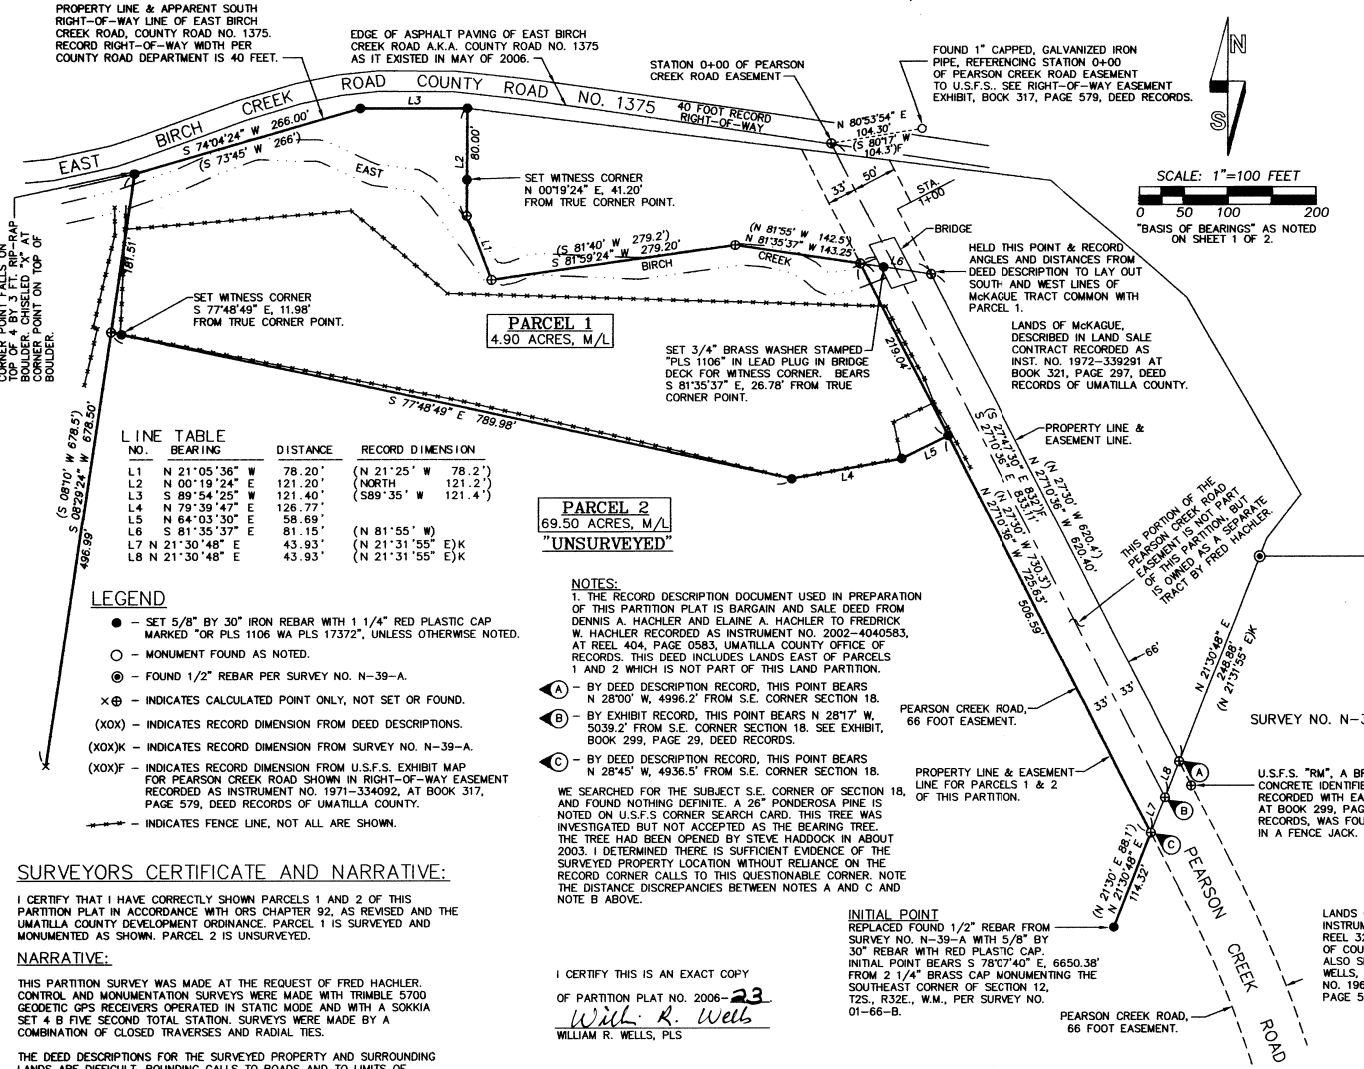 PROPERTY LINE & APPARENT SOUTH
RIGHT-OF-WAY LINE OF EAST BIRCH
CREEK ROAD, COUNTY ROAD NO. 1375.
RECORD RIGHT-OF-WAY WIDTH PER
COUNTY ROAD DEPARTMENT IS 40 FEET.
EDGE OF ASPHALT PAVING OF EAST BIRCH
CREEK ROAD A.K.A. COUNTY ROAD NO. 1375
AS IT EXISTED IN MAY OF 2006.
STATION 0+00 OF PEARSON
CREEK ROAD EASEMENT
FOUND 1" CAPPED, GALVANIZED IRON
PIPE, REFERENCING STATION 0+00
OF PEARSON CREEK ROAD EASEMENT
TO U.S.F.S.. SEE RIGHT-OF-WAY EASEMENT
EXHIBIT, BOOK 317, PAGE 579, DEED RECORDS.
N
S
SCALE: 1"=100 FEET
0 50 100 200
"BASIS OF BEARINGS" AS NOTED
ON SHEET 1 OF 2.
EAST BIRCH CREEK ROAD COUNTY ROAD NO. 1375
40 FOOT RECORD
RIGHT-OF-WAY
S 74°04'24" W 266.00'
(S 73°45' W 266')
L3
L2
80.00'
N 80°53'54" E
104.30'
(S 80°17' W
104.3')F
33'
50'
STA.
1+00
EAST
SET WITNESS CORNER
N 00°19'24" E, 41.20'
FROM TRUE CORNER POINT.
L1
(S 81°40' W 279.2')
S 81°59'24" W 279.20'
BIRCH
(N 81°55' W 142.5')
N 81°35'37" W 143.25'
CREEK
L6
BRIDGE
HELD THIS POINT & RECORD
ANGLES AND DISTANCES FROM
DEED DESCRIPTION TO LAY OUT
SOUTH AND WEST LINES OF
McKAGUE TRACT COMMON WITH
PARCEL 1.
CORNER POINT FALLS ON
TOP OF 4 BY 3 FT. RIP-RAP
BOULDER. CHISELED "X" AT
CORNER POINT ON TOP OF
BOULDER.
181.51'
SET WITNESS CORNER
S 77°48'49" E, 11.98'
FROM TRUE CORNER POINT.
PARCEL 1
4.90 ACRES, M/L
SET 3/4" BRASS WASHER STAMPED
"PLS 1106" IN LEAD PLUG IN BRIDGE
DECK FOR WITNESS CORNER. BEARS
S 81°35'37" E, 26.78' FROM TRUE
CORNER POINT.
219.04'
LANDS OF McKAGUE,
DESCRIBED IN LAND SALE
CONTRACT RECORDED AS
INST. NO. 1972-339291 AT
BOOK 321, PAGE 297, DEED
RECORDS OF UMATILLA COUNTY.
S 77°48'49" E 789.98'
L4
L5
(S 08°10' W 678.5')
S 08°29'24" W 678.50'
496.99'
PROPERTY LINE &
EASEMENT LINE.
(S 27°47'30" E 832')F
S 27°10'36" E 833.11'
(N 27°30' W 620.4)
N 27°10'36" W 620.40'
(N 27°30' W 730.3')
N 27°10'36" W 725.63'
506.59'
THIS PORTION OF THE
PEARSON CREEK ROAD
EASEMENT IS NOT PART
OF THIS PARTITION, BUT
IS OWNED AS A SEPARATE
TRACT BY FRED HACHLER.
LINE TABLE
NO. BEARING DISTANCE RECORD DIMENSION
L1 N 21°05'36" W 78.20' (N 21°25' W 78.2')
L2 N 00°19'24" E 121.20' (NORTH 121.2')
L3 S 89°54'25" W 121.40' (S89°35' W 121.4')
L4 N 79°39'47" E 126.77'
L5 N 64°03'30" E 58.69'
L6 S 81°35'37" E 81.15' (N 81°55' W)
L7 N 21°30'48" E 43.93' (N 21°31'55" E)K
L8 N 21°30'48" E 43.93' (N 21°31'55" E)K
PARCEL 2
69.50 ACRES, M/L
"UNSURVEYED"
LEGEND
● – SET 5/8" BY 30" IRON REBAR WITH 1 1/4" RED PLASTIC CAP
MARKED "OR PLS 1106 WA PLS 17372", UNLESS OTHERWISE NOTED.
○ – MONUMENT FOUND AS NOTED.
◉ – FOUND 1/2" REBAR PER SURVEY NO. N-39-A.
×⊕ – INDICATES CALCULATED POINT ONLY, NOT SET OR FOUND.
(XOX) – INDICATES RECORD DIMENSION FROM DEED DESCRIPTIONS.
(XOX)K – INDICATES RECORD DIMENSION FROM SURVEY NO. N-39-A.
(XOX)F – INDICATES RECORD DIMENSION FROM U.S.F.S. EXHIBIT MAP
FOR PEARSON CREEK ROAD SHOWN IN RIGHT-OF-WAY EASEMENT
RECORDED AS INSTRUMENT NO. 1971-334092, AT BOOK 317,
PAGE 579, DEED RECORDS OF UMATILLA COUNTY.
– INDICATES FENCE LINE, NOT ALL ARE SHOWN.
NOTES:
1. THE RECORD DESCRIPTION DOCUMENT USED IN PREPARATION
OF THIS PARTITION PLAT IS BARGAIN AND SALE DEED FROM
DENNIS A. HACHLER AND ELAINE A. HACHLER TO FREDRICK
W. HACHLER RECORDED AS INSTRUMENT NO. 2002-4040583,
AT REEL 404, PAGE 0583, UMATILLA COUNTY OFFICE OF
RECORDS. THIS DEED INCLUDES LANDS EAST OF PARCELS
1 AND 2 WHICH IS NOT PART OF THIS LAND PARTITION.
A – BY DEED DESCRIPTION RECORD, THIS POINT BEARS
N 28°00' W, 4996.2' FROM S.E. CORNER SECTION 18.
B – BY EXHIBIT RECORD, THIS POINT BEARS N 28°17' W,
5039.2' FROM S.E. CORNER SECTION 18. SEE EXHIBIT,
BOOK 299, PAGE 29, DEED RECORDS.
C – BY DEED DESCRIPTION RECORD, THIS POINT BEARS
N 28°45' W, 4936.5' FROM S.E. CORNER SECTION 18.
WE SEARCHED FOR THE SUBJECT S.E. CORNER OF SECTION 18,
AND FOUND NOTHING DEFINITE. A 26" PONDEROSA PINE IS
NOTED ON U.S.F.S CORNER SEARCH CARD. THIS TREE WAS
INVESTIGATED BUT NOT ACCEPTED AS THE BEARING TREE.
THE TREE HAD BEEN OPENED BY STEVE HADDOCK IN ABOUT
2003. I DETERMINED THERE IS SUFFICIENT EVIDENCE OF THE
SURVEYED PROPERTY LOCATION WITHOUT RELIANCE ON THE
RECORD CORNER CALLS TO THIS QUESTIONABLE CORNER. NOTE
THE DISTANCE DISCREPANCIES BETWEEN NOTES A AND C AND
NOTE B ABOVE.
66'
33' 33'
PEARSON CREEK ROAD,
66 FOOT EASEMENT.
PROPERTY LINE & EASEMENT
LINE FOR PARCELS 1 & 2
OF THIS PARTITION.
N 21°30'48" E
248.88'
(N 21°31'55" E)K
SURVEY NO. N-3
L8
A
B
L7
C
U.S.F.S. "RM", A BR
CONCRETE IDENTIFIE
RECORDED WITH EA
AT BOOK 299, PAG
RECORDS, WAS FOU
IN A FENCE JACK.
(N 21°30' E 88.1')
N 21°30'48" E
114.32'
SURVEYORS CERTIFICATE AND NARRATIVE:
I CERTIFY THAT I HAVE CORRECTLY SHOWN PARCELS 1 AND 2 OF THIS
PARTITION PLAT IN ACCORDANCE WITH ORS CHAPTER 92, AS REVISED AND THE
UMATILLA COUNTY DEVELOPMENT ORDINANCE. PARCEL 1 IS SURVEYED AND
MONUMENTED AS SHOWN. PARCEL 2 IS UNSURVEYED.
NARRATIVE:
THIS PARTITION SURVEY WAS MADE AT THE REQUEST OF FRED HACHLER.
CONTROL AND MONUMENTATION SURVEYS WERE MADE WITH TRIMBLE 5700
GEODETIC GPS RECEIVERS OPERATED IN STATIC MODE AND WITH A SOKKIA
SET 4 B FIVE SECOND TOTAL STATION. SURVEYS WERE MADE BY A
COMBINATION OF CLOSED TRAVERSES AND RADIAL TIES.
THE DEED DESCRIPTIONS FOR THE SURVEYED PROPERTY AND SURROUNDING
LANDS ARE DIFFICULT, BOUNDING CALLS TO ROADS AND TO LIMITS OF
I CERTIFY THIS IS AN EXACT COPY
OF PARTITION PLAT NO. 2006-23
Willi R. Wells
WILLIAM R. WELLS, PLS
INITIAL POINT
REPLACED FOUND 1/2" REBAR FROM
SURVEY NO. N-39-A WITH 5/8" BY
30" REBAR WITH RED PLASTIC CAP.
INITIAL POINT BEARS S 78°07'40" E, 6650.38'
FROM 2 1/4" BRASS CAP MONUMENTING THE
SOUTHEAST CORNER OF SECTION 12,
T2S., R32E., W.M., PER SURVEY NO.
01-66-B.
PEARSON CREEK ROAD
PEARSON CREEK ROAD,
66 FOOT EASEMENT.
LANDS
INSTRUM
REEL 32
OF COU
ALSO S
WELLS,
NO. 196
PAGE 5